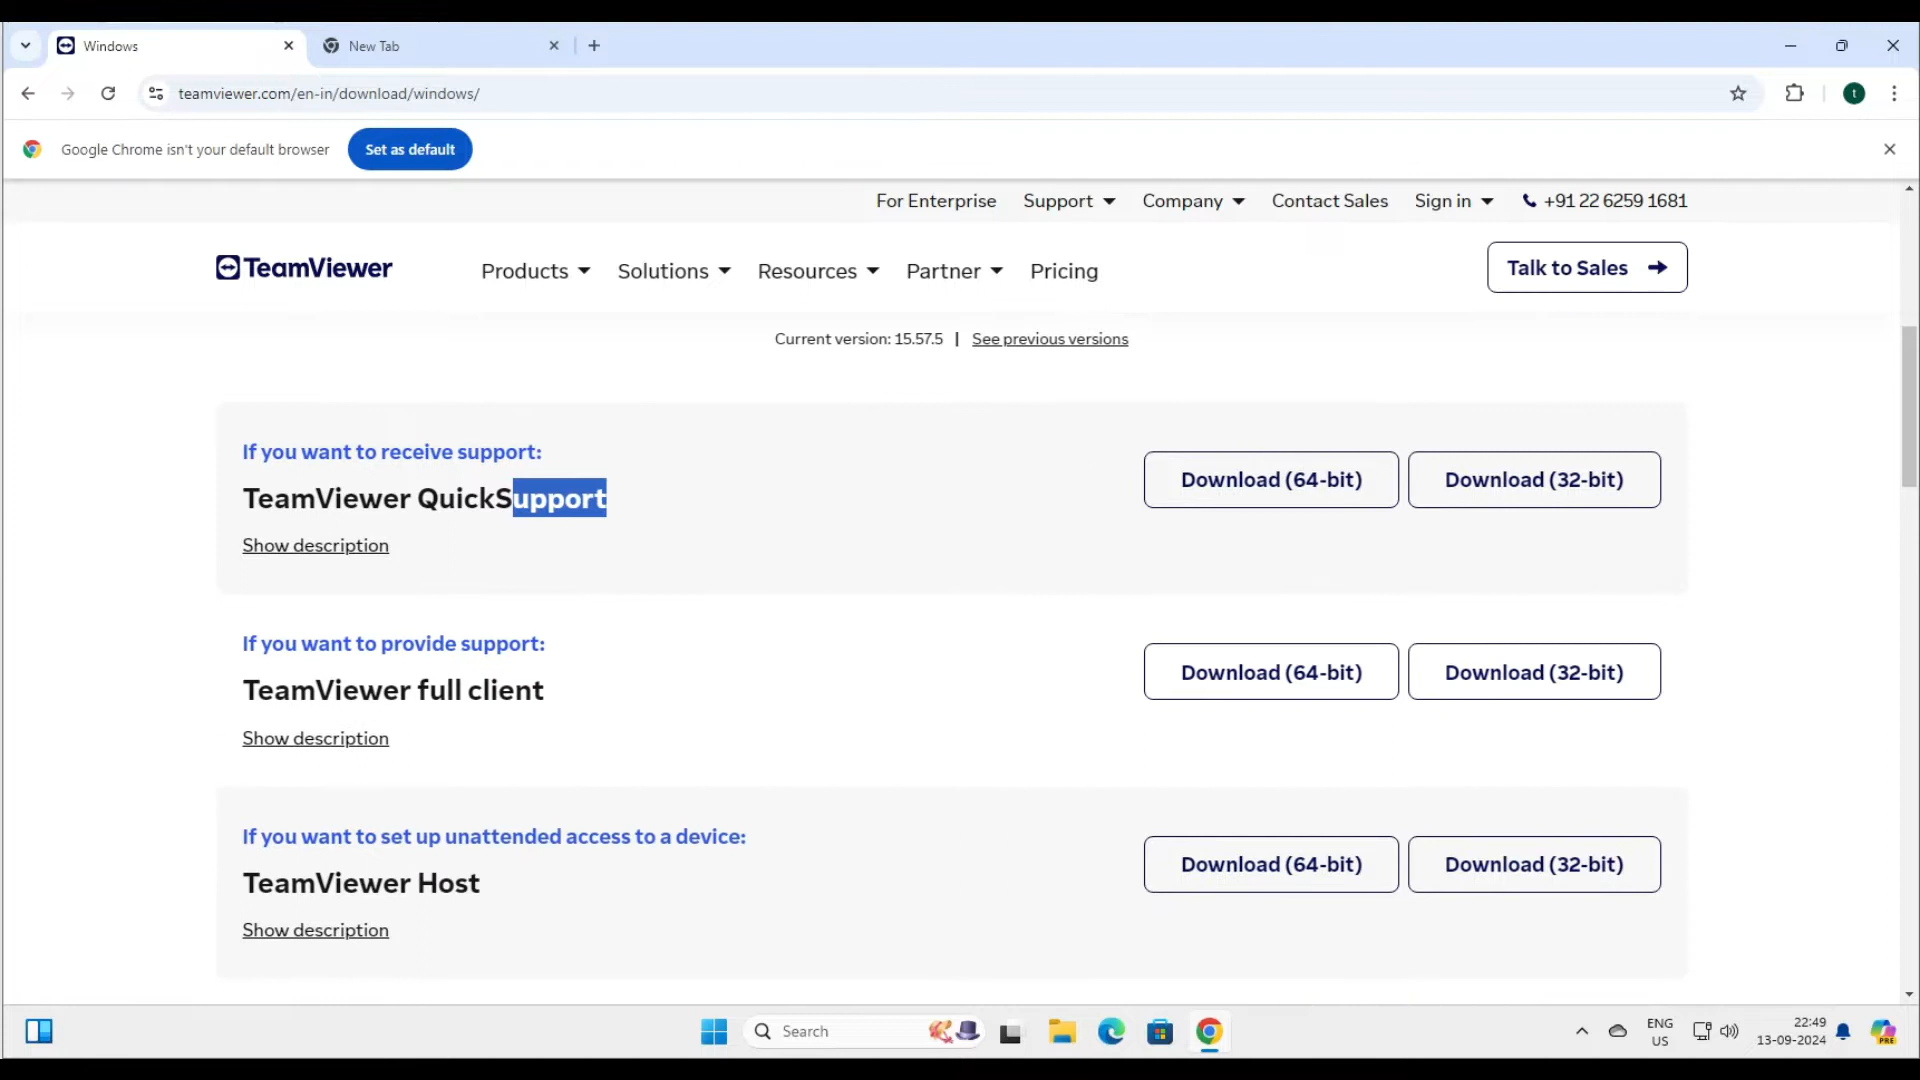 Windows
New Tab
teamviewer.com/en-in/download/windows/
t
Google Chrome isn't your default browser
Set as default
For Enterprise Support Company Contact Sales Sign in +91 22 6259 1681
TeamViewer
Products Solutions Resources Partner Pricing
Talk to Sales
Current version: 15.57.5 | See previous versions
If you want to receive support:
TeamViewer QuickSupport
Show description
Download (64-bit) Download (32-bit)
If you want to provide support:
TeamViewer full client
Show description
Download (64-bit) Download (32-bit)
If you want to set up unattended access to a device:
TeamViewer Host
Show description
Download (64-bit) Download (32-bit)
Search
ENG
US
22:49
13-09-2024
PRE